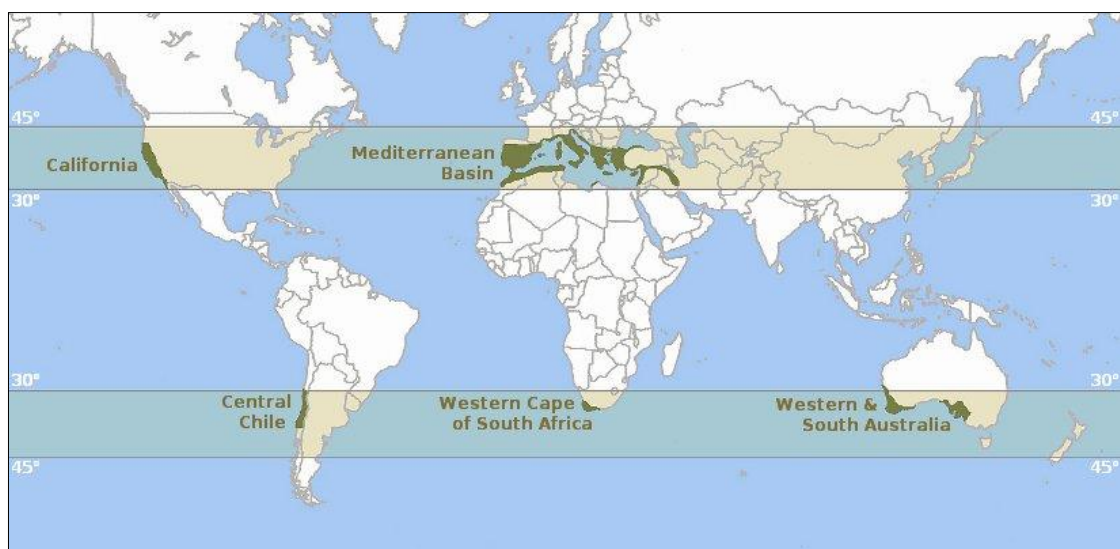 45°
45°
California
Mediterranean
Basin
30°
30°
30°
30°
Central
Chile
Western Cape
of South Africa
Western &
South Australia
45°
45°